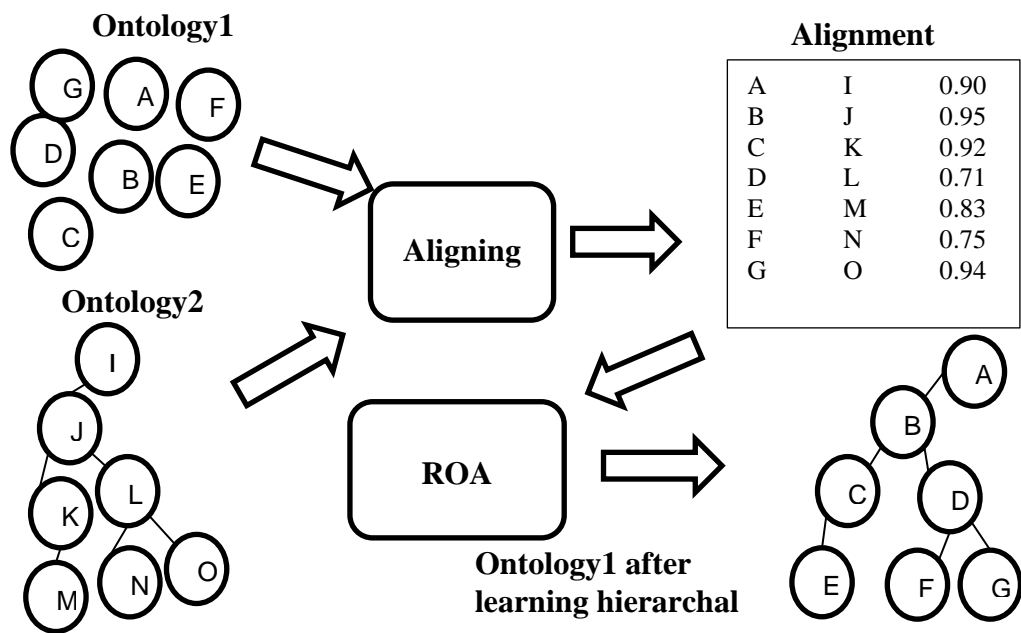 Ontology1
G A F
D B E
C
Aligning
Alignment
A I 0.90
B J 0.95
C K 0.92
D L 0.71
E M 0.83
F N 0.75
G O 0.94
Ontology2
I
J
K L
M N O
ROA
Ontology1 after
learning hierarchal
A
B
C D
E F G